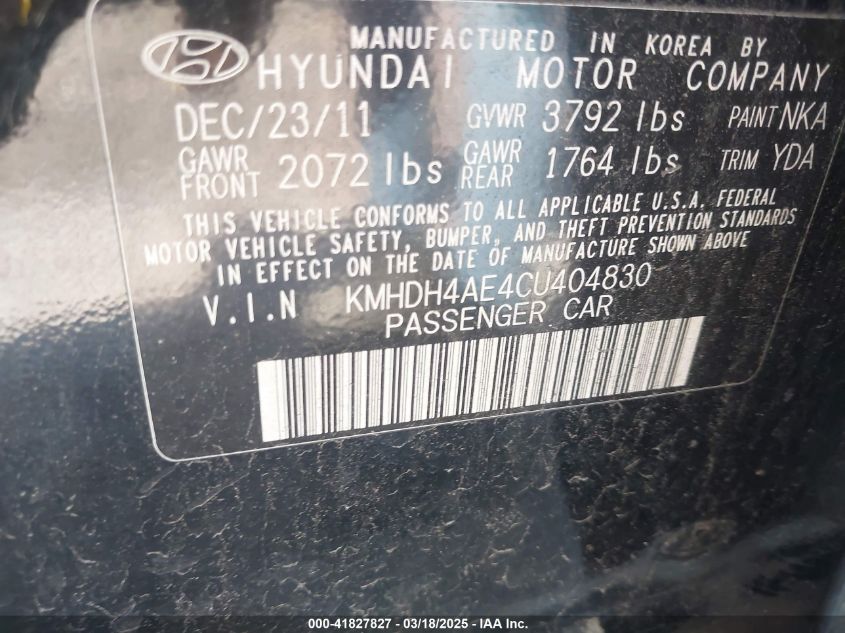 MANUFACTURED IN KOREA BY
HYUNDAI MOTOR COMPANY
DEC/23/11 GVWR 3792 lbs PAINT NKA
GAWR FRONT 2072 lbs GAWR REAR 1764 lbs TRIM YDA
THIS VEHICLE CONFORMS TO ALL APPLICABLE U.S.A. FEDERAL
MOTOR VEHICLE SAFETY, BUMPER, AND THEFT PREVENTION STANDARDS
IN EFFECT ON THE DATE OF MANUFACTURE SHOWN ABOVE
V.I.N KMHDH4AE4CU404830
PASSENGER CAR
000-41827827 - 03/18/2025 - IAA Inc.